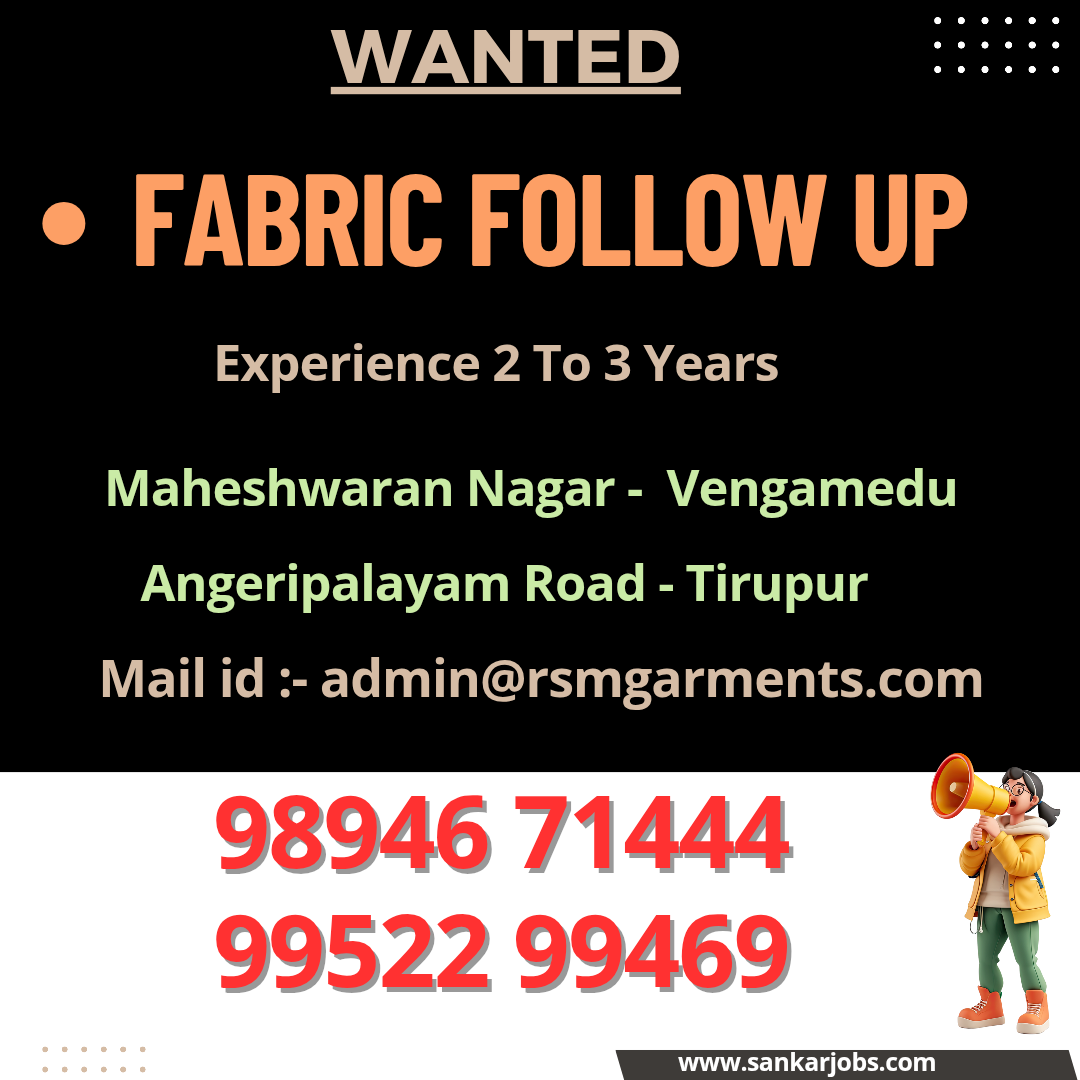 WANTED
• FABRIC FOLLOW UP
Experience 2 To 3 Years
Maheshwaran Nagar - Vengamedu
Angeripalayam Road - Tirupur
Mail id :- admin@rsmgarments.com
98946 71444
99522 99469
www.sankarjobs.com